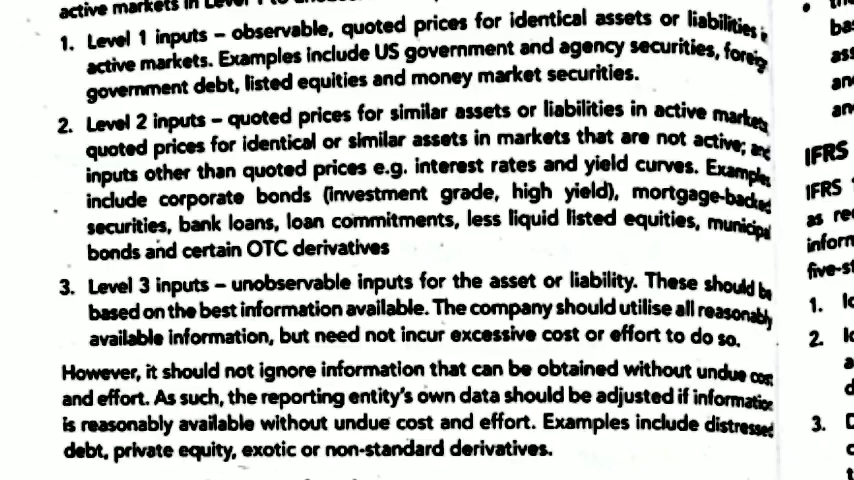 active markets in Level 1 to
1. Level 1 inputs – observable, quoted prices for identical assets or liabilities in
active markets. Examples include US government and agency securities, foreign
government debt, listed equities and money market securities.
2. Level 2 inputs – quoted prices for similar assets or liabilities in active markets,
quoted prices for identical or similar assets in markets that are not active; and
inputs other than quoted prices e.g. interest rates and yield curves. Examples
include corporate bonds (investment grade, high yield), mortgage-backed
securities, bank loans, loan commitments, less liquid listed equities, municipal
bonds and certain OTC derivatives
3. Level 3 inputs – unobservable inputs for the asset or liability. These should be
based on the best information available. The company should utilise all reasonably
available information, but need not incur excessive cost or effort to do so.
However, it should not ignore information that can be obtained without undue cost
and effort. As such, the reporting entity's own data should be adjusted if information
is reasonably available without undue cost and effort. Examples include distressed
debt, private equity, exotic or non-standard derivatives.
IFRS
IFRS
as
five-st
1.
2.
3.